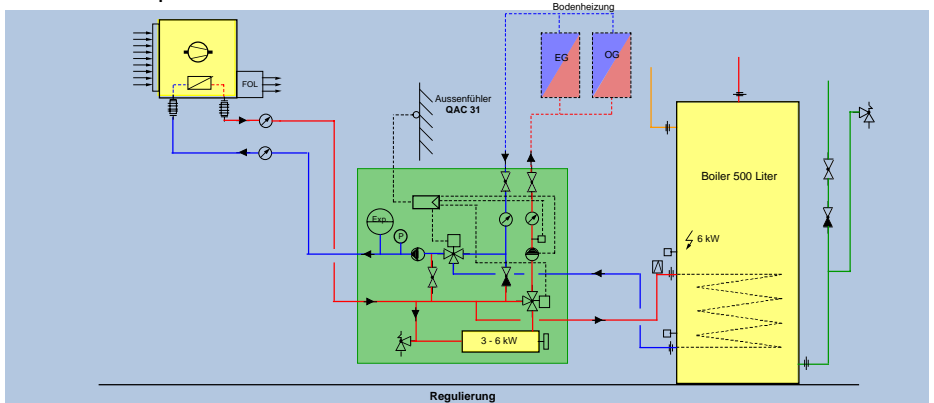 Bodenheizung
EG
OG
FOL
Aussenfühler
QAC 31
Boiler 500 Liter
Exp.
P
6 kW
3 - 6 kW
Regulierung